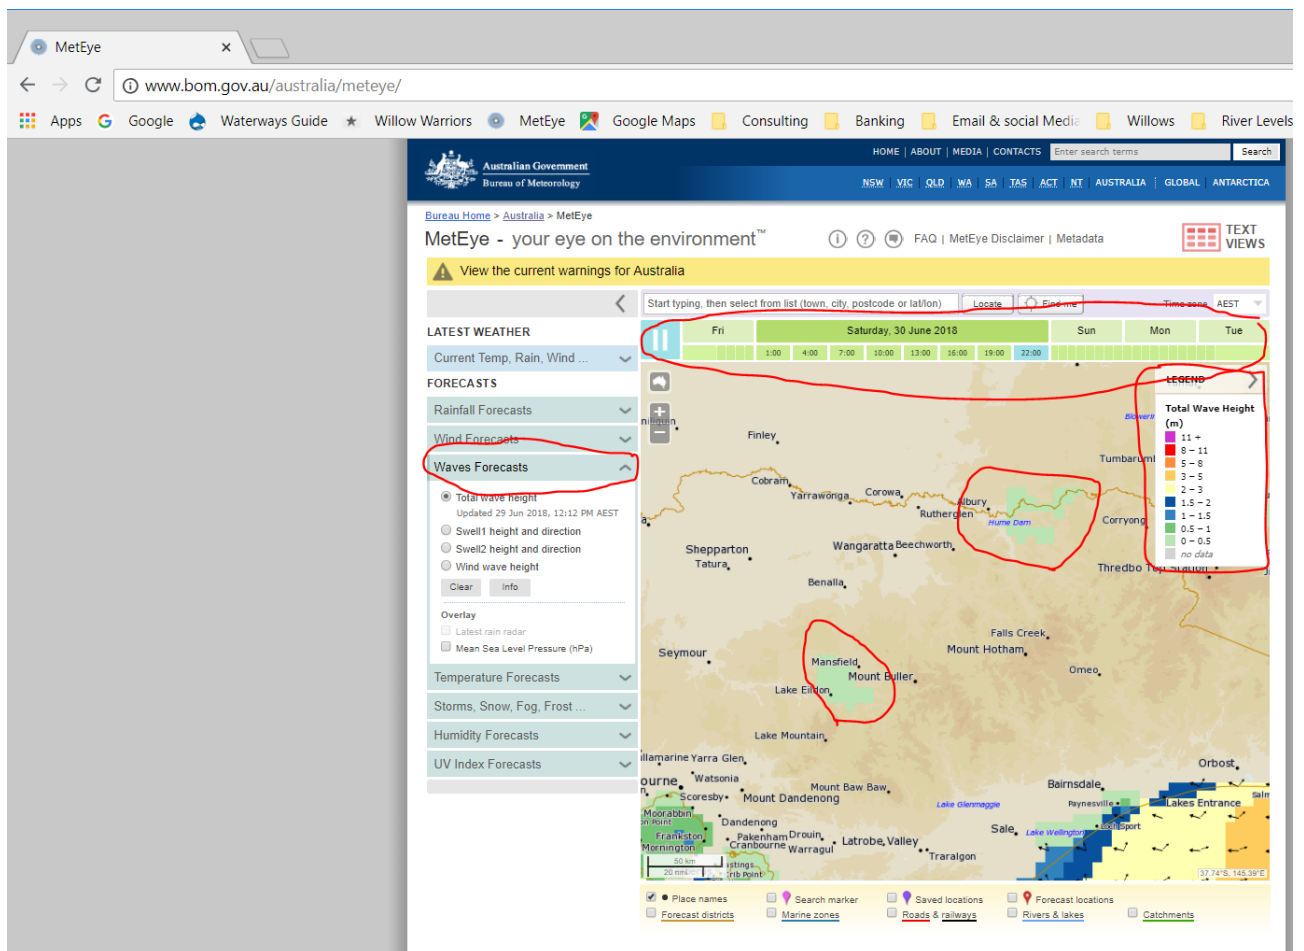 MetEye
www.bom.gov.au/australia/meteye/
Apps Google Waterways Guide Willow Warriors MetEye Google Maps Consulting Banking Email & social Media Willows River Levels
HOME | ABOUT | MEDIA | CONTACTS Enter search terms Search
Australian Government
Bureau of Meteorology
NSW VIC QLD WA SA TAS ACT NT AUSTRALIA GLOBAL ANTARCTICA
Bureau Home > Australia > MetEye
MetEye - your eye on the environment™
FAQ | MetEye Disclaimer | Metadata
TEXT
VIEWS
View the current warnings for Australia
Start typing, then select from list (town, city, postcode or lat/lon) Locate Find me Time zone AEST
LATEST WEATHER
Current Temp, Rain, Wind ...
FORECASTS
Rainfall Forecasts
Wind Forecasts
Waves Forecasts
Total wave height
Updated 29 Jun 2018, 12:12 PM AEST
Swell1 height and direction
Swell2 height and direction
Wind wave height
Clear Info
Overlay
Latest rain radar
Mean Sea Level Pressure (hPa)
Temperature Forecasts
Storms, Snow, Fog, Frost ...
Humidity Forecasts
UV Index Forecasts
Fri Saturday, 30 June 2018 Sun Mon Tue
1:00 4:00 7:00 10:00 13:00 16:00 19:00 22:00
LEGEND
Total Wave Height
(m)
11 +
8 – 11
5 – 8
3 – 5
2 – 3
1.5 – 2
1 – 1.5
0.5 – 1
0 – 0.5
no data
Finley
Cobram
Yarrawonga
Corowa
Albury
Rutherglen
Hume Dam
Corryong
Shepparton
Tatura
Wangaratta
Beechworth
Benalla
Falls Creek
Mount Hotham
Omeo
Seymour
Mansfield
Mount Buller
Lake Eildon
Lake Mountain
Yarra Glen
Watsonia
Scoresby
Mount Dandenong
Mount Baw Baw
Lake Glenmaggie
Bairnsdale
Paynesville
Orbost
Lakes Entrance
Moorabbin
Dandenong
Frankston
Pakenham
Drouin
Mornington
Cranbourne
Warragul
Latrobe Valley
Traralgon
Sale
Lake Wellington
Loch Sport
50 km
20 nmi
37.74°S, 145.39°E
Place names Search marker Saved locations Forecast locations
Forecast districts Marine zones Roads & railways Rivers & lakes Catchments